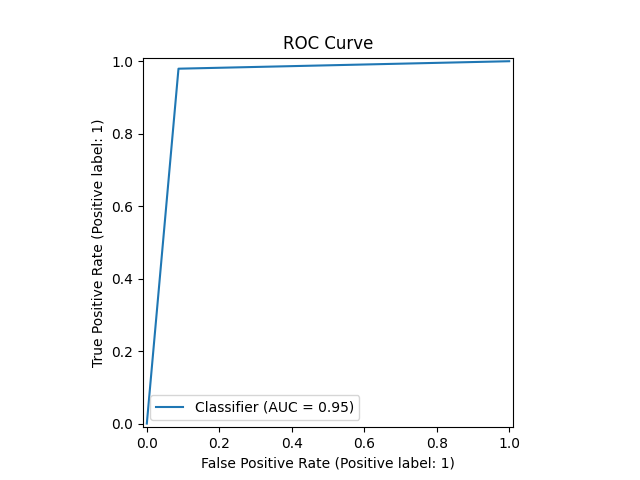 ROC Curve
True Positive Rate (Positive label: 1)
1.0
0.8
0.6
0.4
0.2
0.0
Classifier (AUC = 0.95)
0.0 0.2 0.4 0.6 0.8 1.0
False Positive Rate (Positive label: 1)